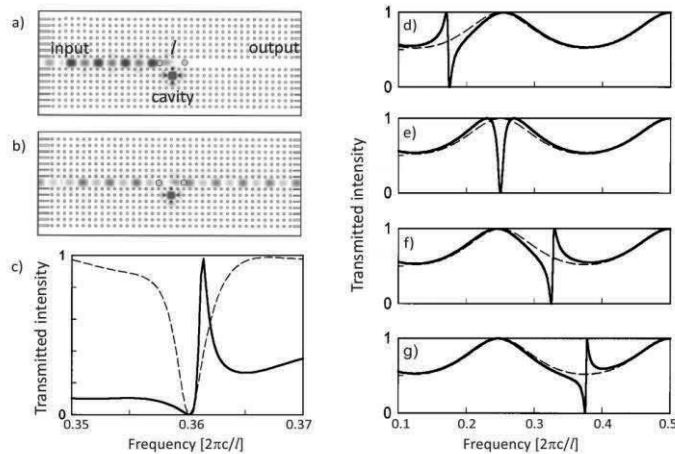 a)
input
l
output
cavity
b)
c)
Transmitted intensity
1
0
0.35
0.36
0.37
Frequency [2πc/l]
d)
1
0
e)
1
0
f)
1
0
g)
1
0
Transmitted intensity
0.1
0.2
0.3
0.4
0.5
Frequency [2πc/l]